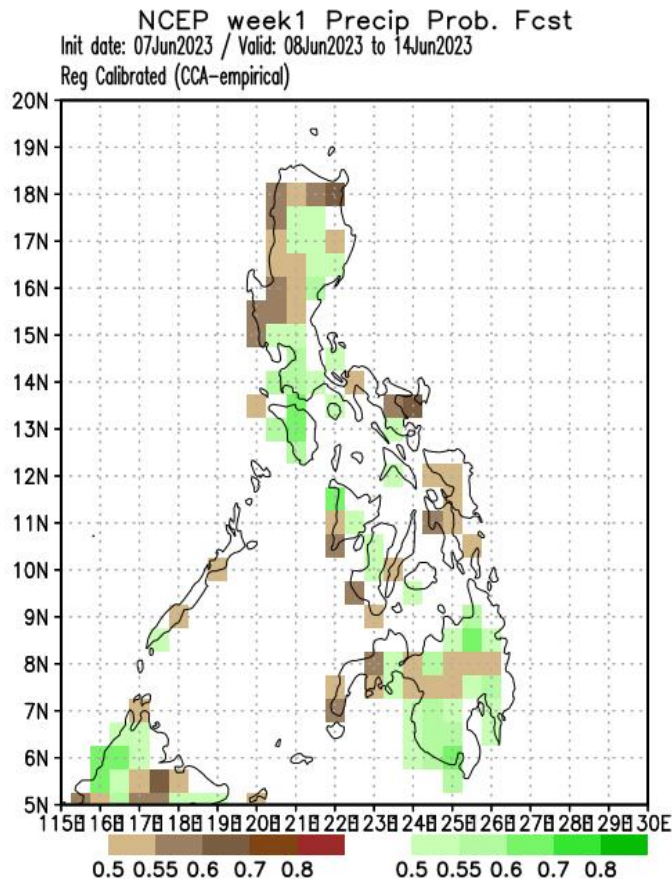 NCEP week1 Precip Prob. Fcst
Init date: 07Jun2023 / Valid: 08Jun2023 to 14Jun2023
Reg Calibrated (CCA-empirical)
20N
19N
18N
17N
16N
15N
14N
13N
12N
11N
10N
9N
8N
7N
6N
5N
115E 116E 117E 118E 119E 120E 121E 122E 123E 124E 125E 126E 127E 128E 129E 130E
0.5 0.55 0.6 0.7 0.8 0.5 0.55 0.6 0.7 0.8